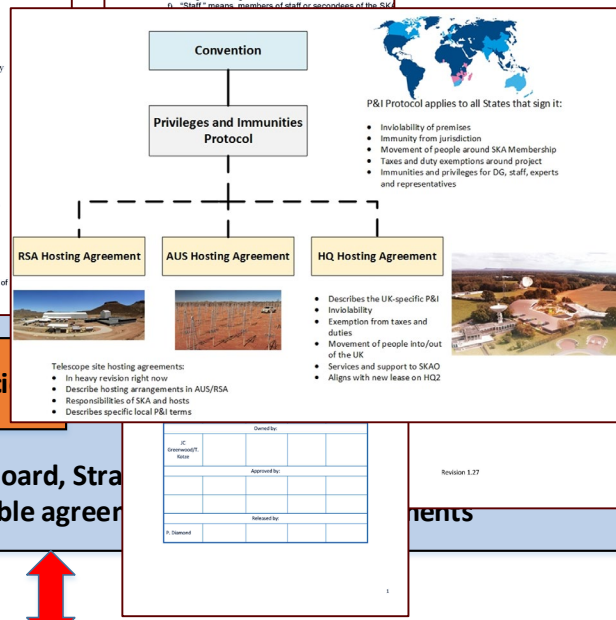 f) "Staff" means members of staff or secondees of the SKA
Convention
Privileges and Immunities
Protocol
P&I Protocol applies to all States that sign it:
• Inviolability of premises
• Immunity from jurisdiction
• Movement of people around SKA Membership
• Taxes and duty exemptions around project
• Immunities and privileges for DG, staff, experts
and representatives
RSA Hosting Agreement
AUS Hosting Agreement
HQ Hosting Agreement
• Describes the UK-specific P&I
• Inviolability
• Exemption from taxes and
duties
• Movement of people into/out
of the UK
• Services and support to SKAO
• Aligns with new lease on HQ2
Telescope site hosting agreements:
• In heavy revision right now
• Describe hosting arrangements in AUS/RSA
• Responsibilities of SKA and hosts
• Describes specific local P&I terms
y
of
ti
Owned by:
JC
Greenwood/T.
Approved by:
Released by:
P. Diamond
1
Revision 1.27
oard, Stra
ble agreer
ments